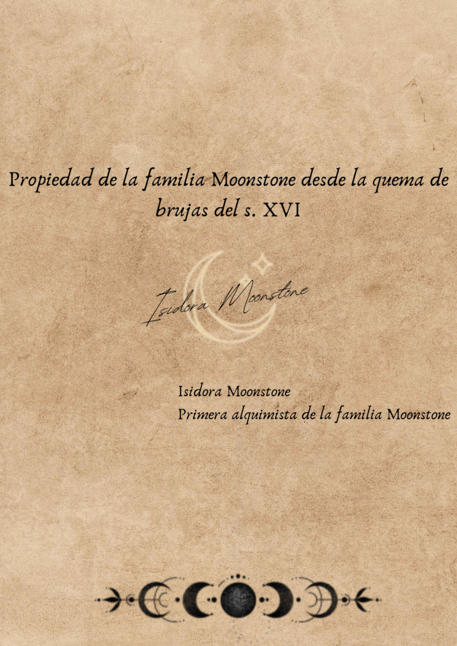 Propiedad de la familia Moonstone desde la quema de
brujas del s. XVI
Isidora Moonstone
Isidora Moonstone
Primera alquimista de la familia Moonstone